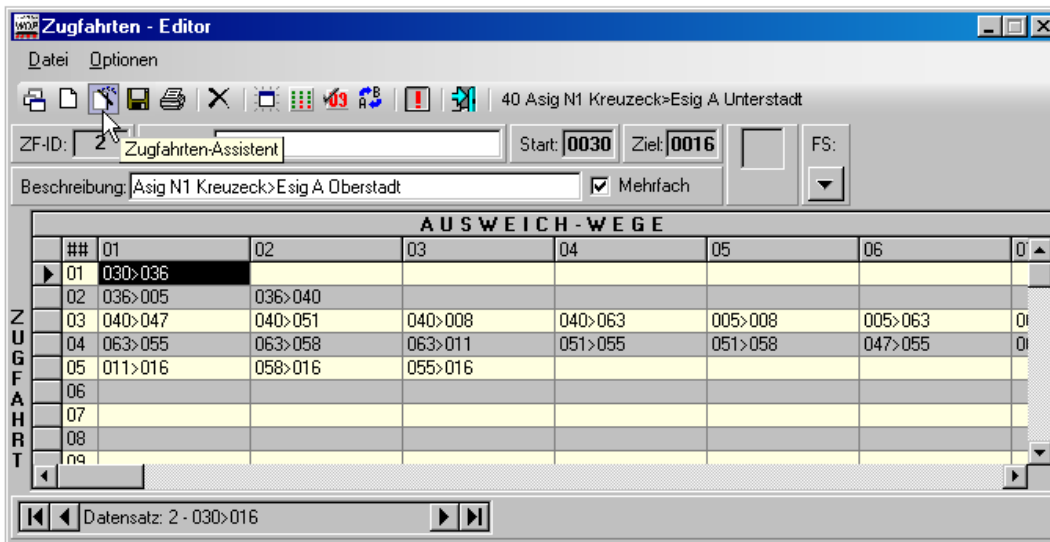 WDP Zugfahrten - Editor
Datei Optionen
09 AB 40 Asig N1 Kreuzeck>Esig A Unterstadt
ZF-ID: 2 Start: 0030 Ziel: 0016 FS:
Zugfahrten-Assistent
Beschreibung: Asig N1 Kreuzeck>Esig A Oberstadt Mehrfach
AUSWEICH-WEGE
## 01 02 03 04 05 06
01 030>036
02 036>005 036>040
03 040>047 040>051 040>008 040>063 005>008 005>063
04 063>055 063>058 063>011 051>055 051>058 047>055
05 011>016 058>016 055>016
06
07
08
09
ZUGFAHRT
Datensatz: 2 - 030>016